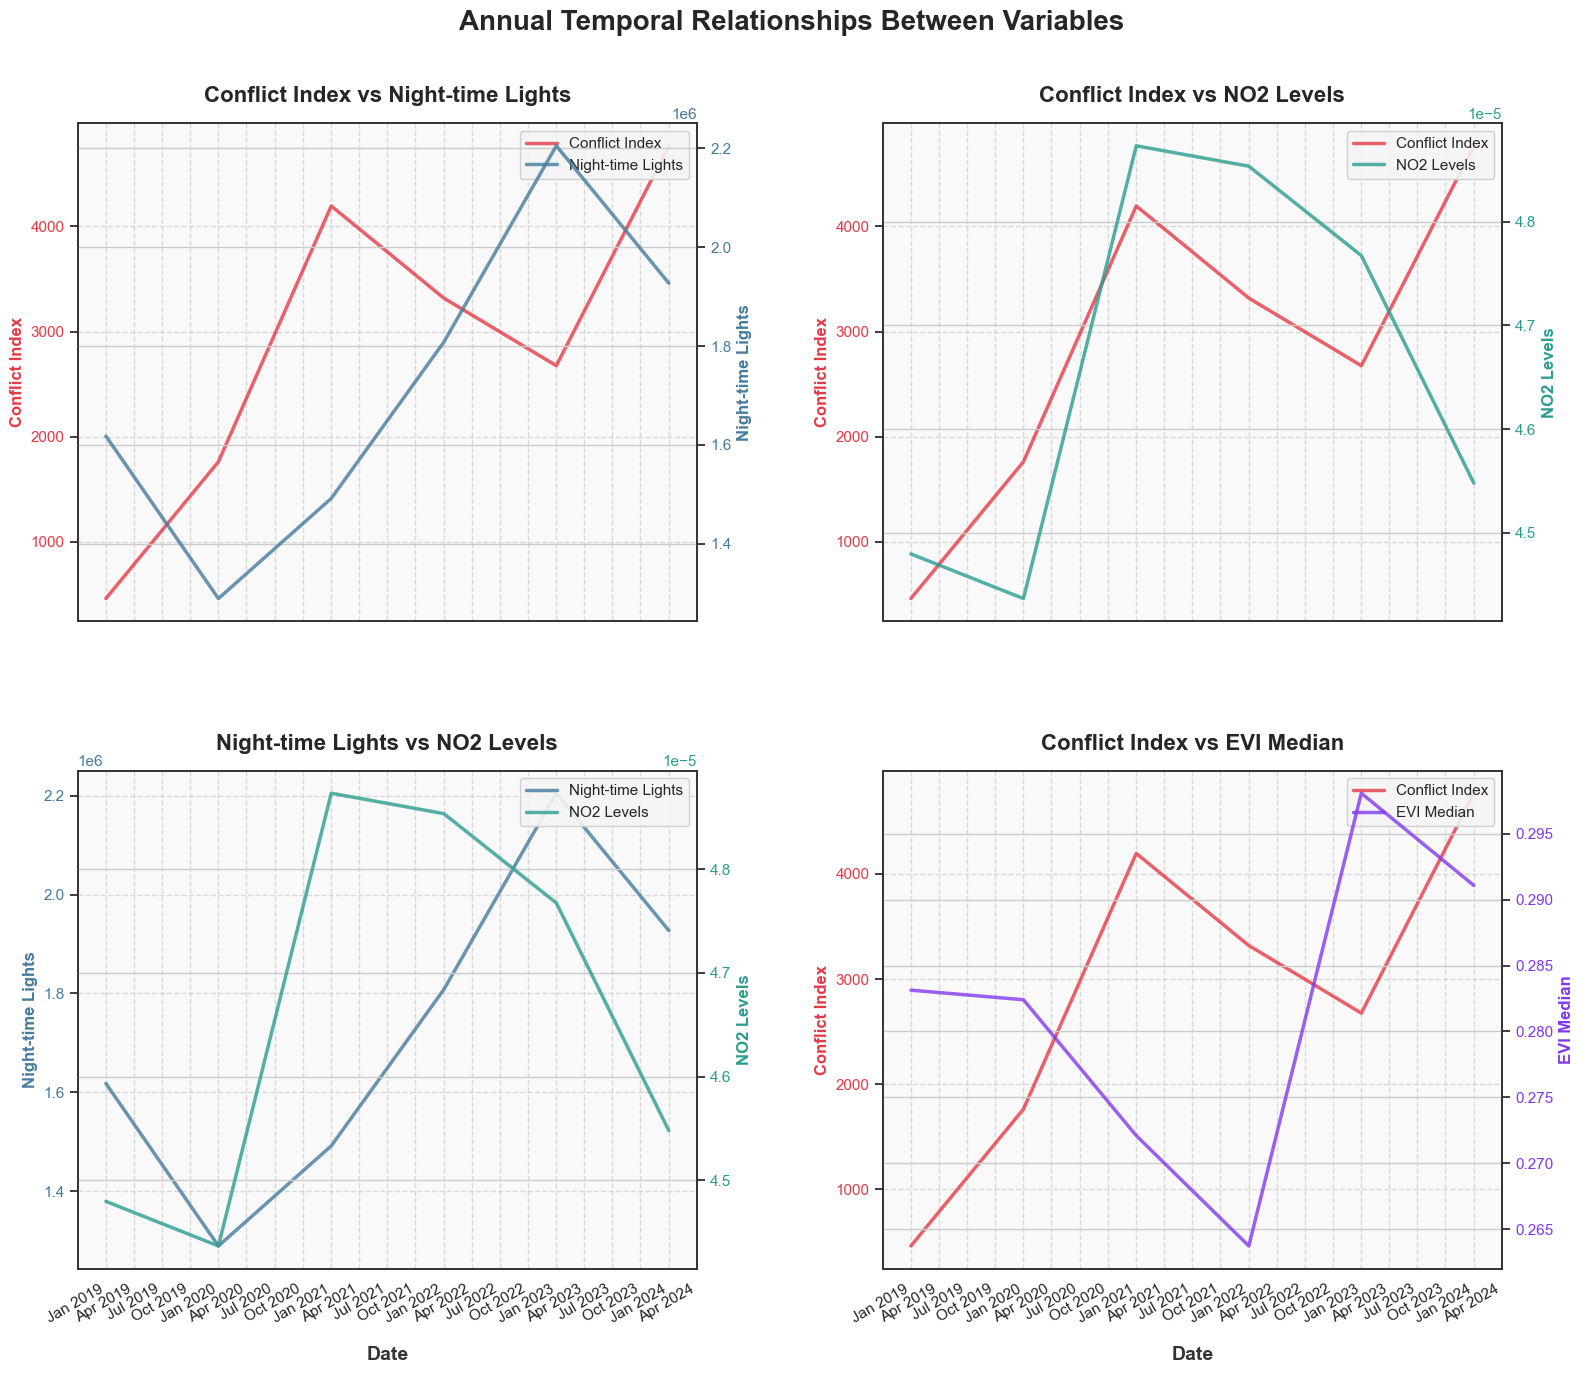 Annual Temporal Relationships Between Variables
Conflict Index vs Night-time Lights
1e6
Conflict Index
Night-time Lights
4000
3000
2000
1000
Conflict Index
2.2
2.0
1.8
1.6
1.4
Night-time Lights
Conflict Index vs NO2 Levels
1e−5
Conflict Index
NO2 Levels
4000
3000
2000
1000
Conflict Index
4.8
4.7
4.6
4.5
NO2 Levels
Night-time Lights vs NO2 Levels
1e6
1e−5
Night-time Lights
NO2 Levels
2.2
2.0
1.8
1.6
1.4
Night-time Lights
4.8
4.7
4.6
4.5
NO2 Levels
Jan 2019
Apr 2019
Jul 2019
Oct 2019
Jan 2020
Apr 2020
Jul 2020
Oct 2020
Jan 2021
Apr 2021
Jul 2021
Oct 2021
Jan 2022
Apr 2022
Jul 2022
Oct 2022
Jan 2023
Apr 2023
Jul 2023
Oct 2023
Jan 2024
Apr 2024
Date
Conflict Index vs EVI Median
Conflict Index
EVI Median
4000
3000
2000
1000
Conflict Index
0.295
0.290
0.285
0.280
0.275
0.270
0.265
EVI Median
Jan 2019
Apr 2019
Jul 2019
Oct 2019
Jan 2020
Apr 2020
Jul 2020
Oct 2020
Jan 2021
Apr 2021
Jul 2021
Oct 2021
Jan 2022
Apr 2022
Jul 2022
Oct 2022
Jan 2023
Apr 2023
Jul 2023
Oct 2023
Jan 2024
Apr 2024
Date